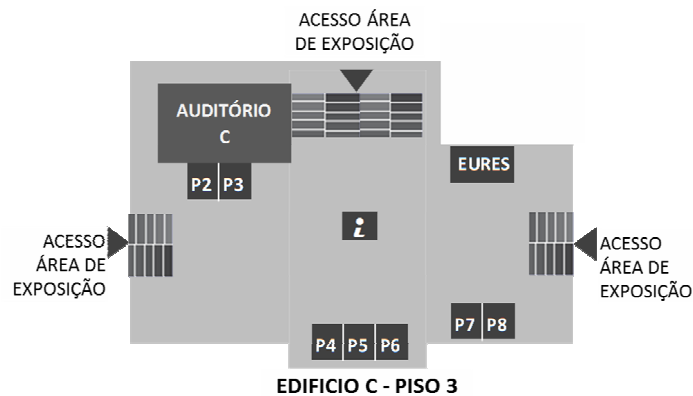 ACESSO ÁREA
DE EXPOSIÇÃO
AUDITÓRIO
C
P2 P3
EURES
i
ACESSO
ÁREA DE
EXPOSIÇÃO
ACESSO
ÁREA DE
EXPOSIÇÃO
P7 P8
P4 P5 P6
EDIFICIO C - PISO 3